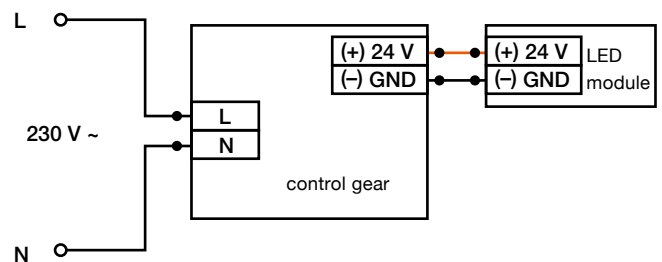 L
(+) 24 V
(+) 24 V
LED
(−) GND
(−) GND
module
L
230 V ~
N
control gear
N